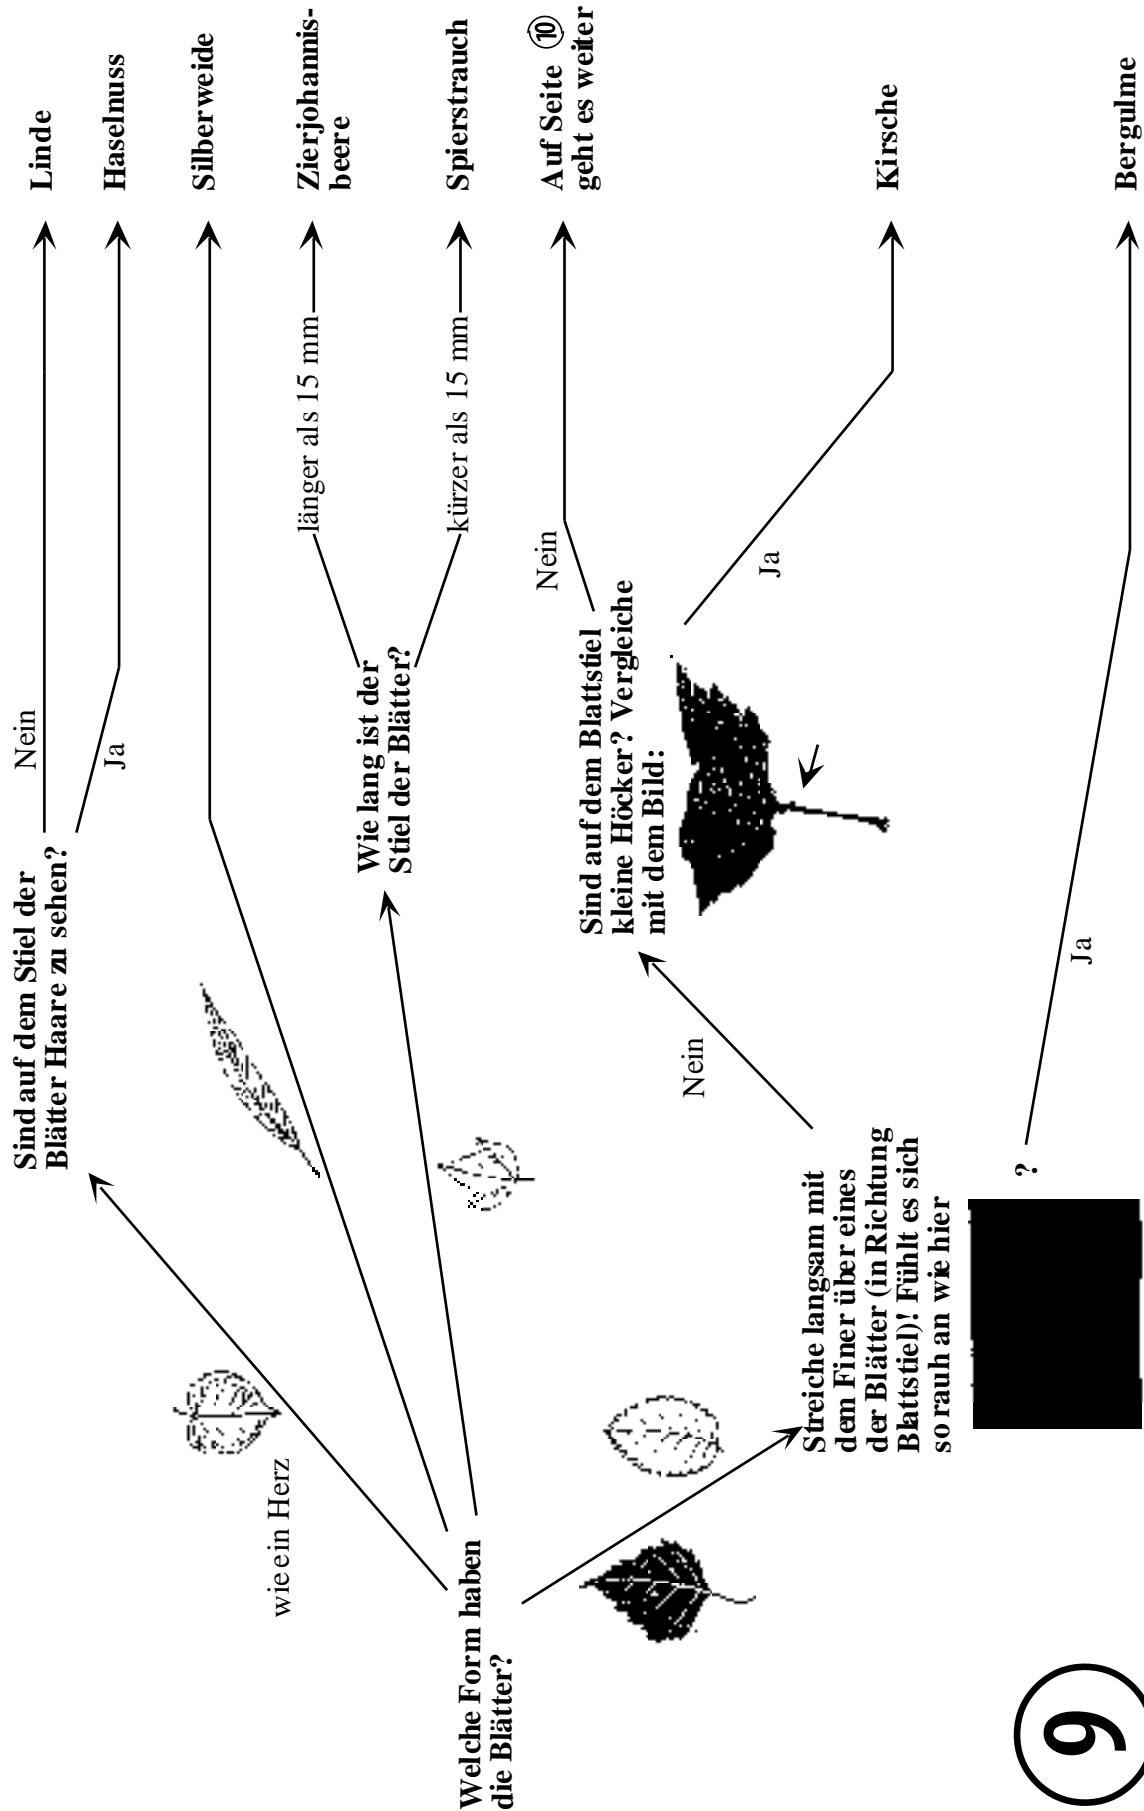 Welche Form haben
die Blätter?
wie ein Herz
Sind auf dem Stiel der
Blätter Haare zu sehen?
Nein
Linde
Ja
Haselnuss
Silberweide
Wie lang ist der
Stiel der Blätter?
länger als 15 mm
Zierjohannis-
beere
kürzer als 15 mm
Spierstrauch
Streiche langsam mit
dem Finer über eines
der Blätter (in Richtung
Blattstiel)! Fühlt es sich
so rauh an wie hier
?
Nein
Sind auf dem Blattstiel
kleine Höcker? Vergleiche
mit dem Bild:
Nein
Auf Seite ⑩
geht es weiter
Ja
Kirsche
Ja
Bergulme
9